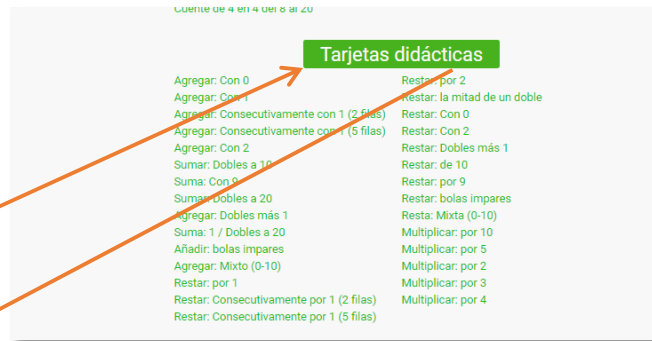 Cuente de 4 en 4 del 8 al 20
Tarjetas didácticas
Agregar: Con 0
Agregar: Con 1
Agregar: Consecutivamente con 1 (2 filas)
Agregar: Consecutivamente con 1 (5 filas)
Agregar: Con 2
Sumar: Dobles a 10
Suma: Con 9
Sumar: Dobles a 20
Agregar: Dobles más 1
Suma: 1 / Dobles a 20
Añadir: bolas impares
Agregar: Mixto (0-10)
Restar: por 1
Restar: Consecutivamente por 1 (2 filas)
Restar: Consecutivamente por 1 (5 filas)
Restar: por 2
Restar: la mitad de un doble
Restar: Con 0
Restar: Con 2
Restar: Dobles más 1
Restar: de 10
Restar: por 9
Restar: bolas impares
Resta: Mixta (0-10)
Multiplicar: por 10
Multiplicar: por 5
Multiplicar: por 2
Multiplicar: por 3
Multiplicar: por 4